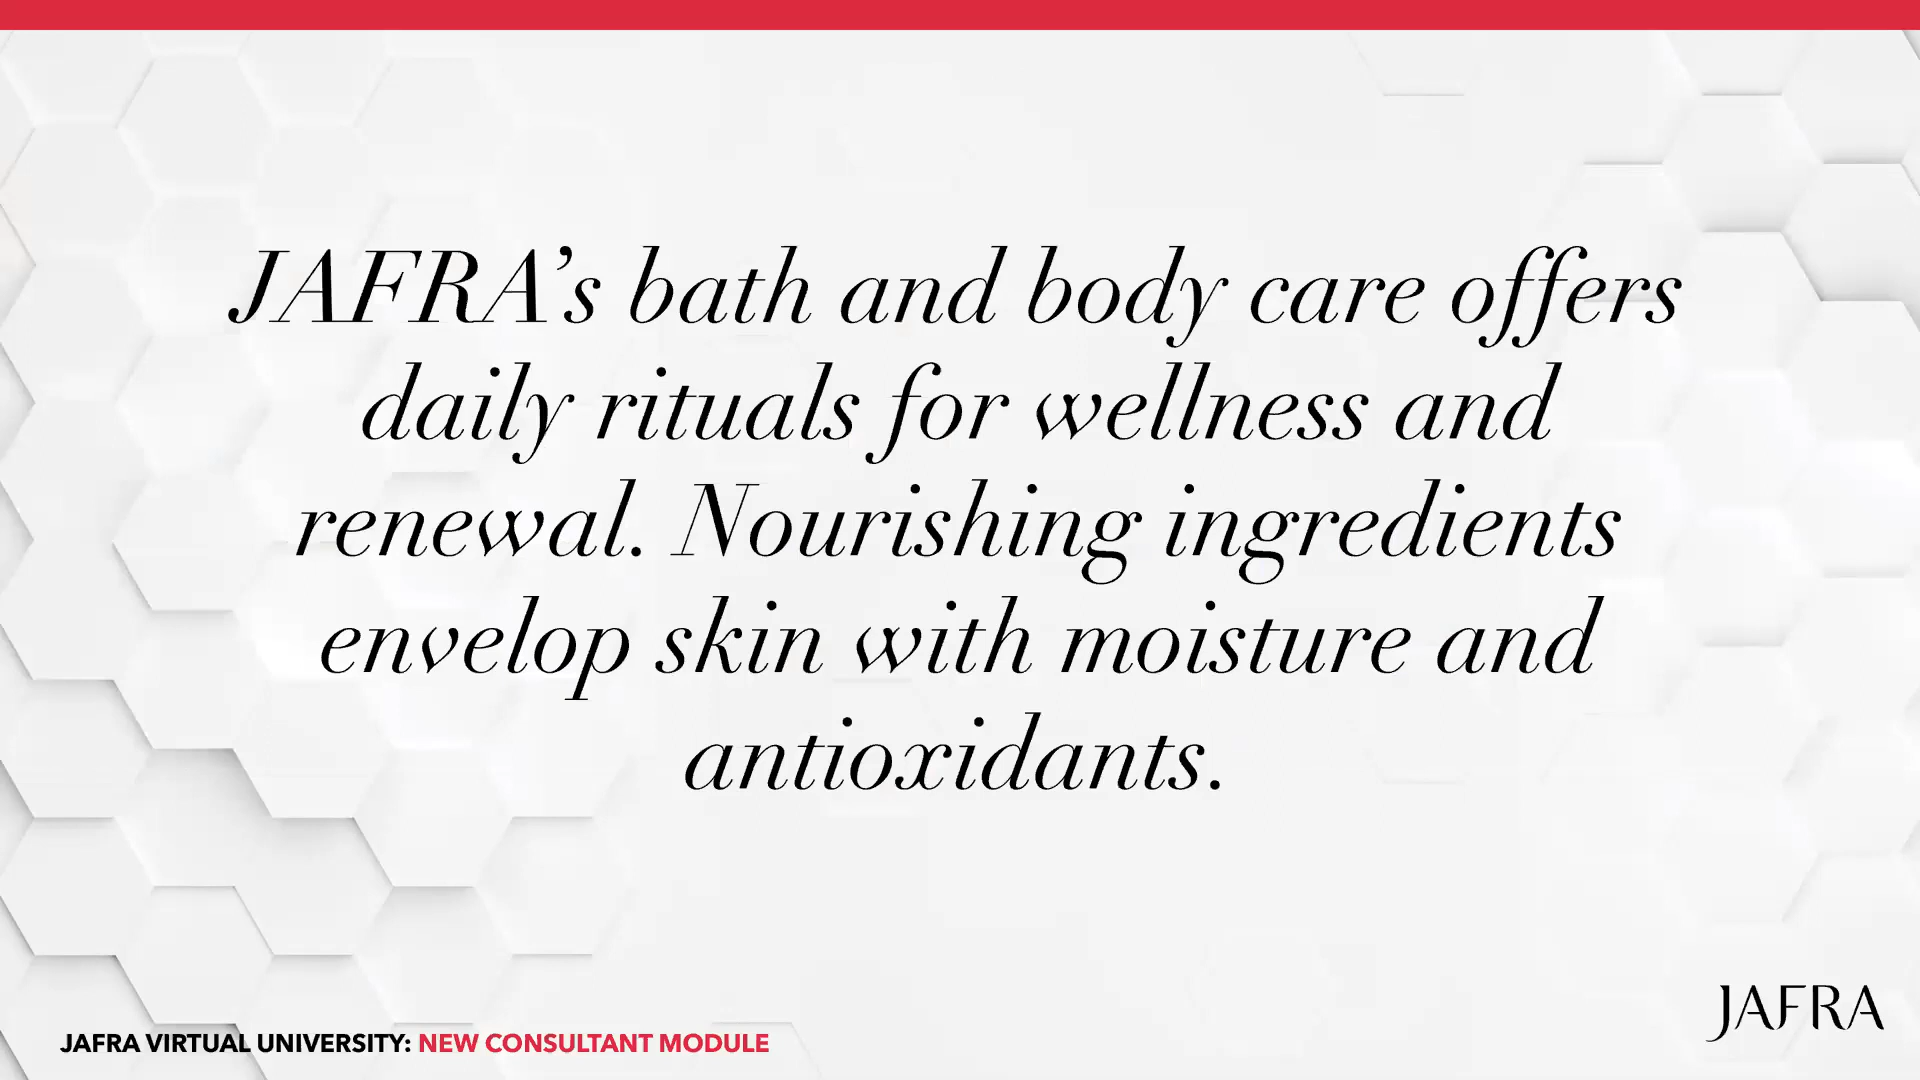 JAFRA’s bath and body care offers
daily rituals for wellness and
renewal. Nourishing ingredients
envelop skin with moisture and
antioxidants.
JAFRA
JAFRA VIRTUAL UNIVERSITY: NEW CONSULTANT MODULE